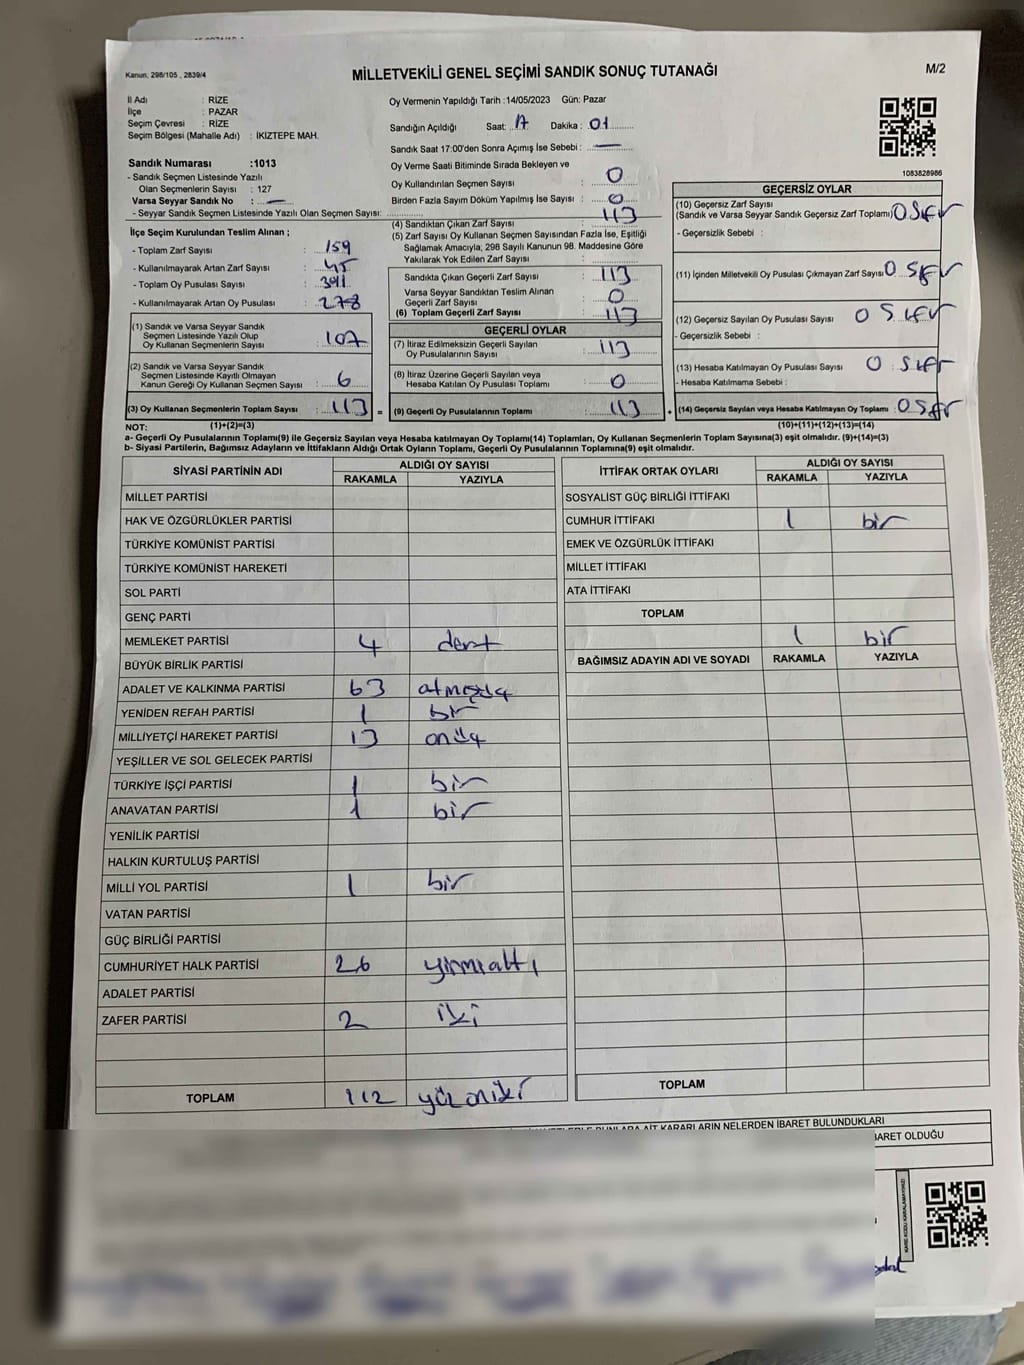 Kanun, 298/105 , 2839/4
MİLLETVEKİLİ GENEL SEÇİMİ SANDIK SONUÇ TUTANAĞI
M/2
İl Adı : RİZE
İlçe : PAZAR
Seçim Çevresi : RİZE
Seçim Bölgesi (Mahalle Adı) : İKİZTEPE MAH.
Oy Vermenin Yapıldığı Tarih :14/05/2023 Gün: Pazar
Sandığın Açıldığı Saat: 17 Dakika : 01
Sandık Saat 17:00'den Sonra Açımış İse Sebebi : —
Sandık Numarası :1013
- Sandık Seçmen Listesinde Yazılı
Olan Seçmenlerin Sayısı : 127
Varsa Seyyar Sandık No : —
- Seyyar Sandık Seçmen Listesinde Yazılı Olan Seçmen Sayısı:
Oy Verme Saati Bitiminde Sırada Bekleyen ve
Oy Kullandırılan Seçmen Sayısı : 0
Birden Fazla Sayım Döküm Yapılmış İse Sayısı : 0
1083828986
İlçe Seçim Kurulundan Teslim Alınan ;
- Toplam Zarf Sayısı : 159
- Kullanılmayarak Artan Zarf Sayısı : 45
- Toplam Oy Pusulası Sayısı : 391
- Kullanılmayarak Artan Oy Pusulası : 278
(4) Sandıktan Çıkan Zarf Sayısı : 113
(5) Zarf Sayısı Oy Kullanan Seçmen Sayısından Fazla İse, Eşitliği
Sağlamak Amacıyla, 298 Sayılı Kanunun 98. Maddesine Göre
Yakılarak Yok Edilen Zarf Sayısı :
Sandıkta Çıkan Geçerli Zarf Sayısı : 113
Varsa Seyyar Sandıktan Teslim Alınan
Geçerli Zarf Sayısı : 0
(6) Toplam Geçerli Zarf Sayısı : 113
GEÇERSİZ OYLAR
(10) Geçersiz Zarf Sayısı
(Sandık ve Varsa Seyyar Sandık Geçersiz Zarf Toplamı) 0 Sıfır
- Geçersizlik Sebebi :
(11) İçinden Milletvekili Oy Pusulası Çıkmayan Zarf Sayısı 0 Sıfır
(12) Geçersiz Sayılan Oy Pusulası Sayısı : 0 Sıfır
- Geçersizlik Sebebi :
(13) Hesaba Katılmayan Oy Pusulası Sayısı : 0 Sıfır
- Hesaba Katılmama Sebebi :
(14) Geçersiz Sayılan veya Hesaba Katılmayan Oy Toplamı : 0 Sıfır
(10)+(11)+(12)+(13)=(14)
(1) Sandık ve Varsa Seyyar Sandık
Seçmen Listesinde Yazılı Olup
Oy Kullanan Seçmenlerin Sayısı : 107
(2) Sandık ve Varsa Seyyar Sandık
Seçmen Listesinde Kayıtlı Olmayan
Kanun Gereği Oy Kullanan Seçmen Sayısı : 6
(3) Oy Kullanan Seçmenlerin Toplam Sayısı : 113 =
GEÇERLİ OYLAR
(7) İtiraz Edilmeksizin Geçerli Sayılan
Oy Pusulalarının Sayısı : 113
(8) İtiraz Üzerine Geçerli Sayılan veya
Hesaba Katılan Oy Pusulası Toplamı : 0
(9) Geçerli Oy Pusulalarının Toplamı : 113 +
NOT: (1)+(2)=(3)
a- Geçerli Oy Pusulalarının Toplamı(9) ile Geçersiz Sayılan veya Hesaba katılmayan Oy Toplamı(14) Toplamları, Oy Kullanan Seçmenlerin Toplam Sayısına(3) eşit olmalıdır. (9)+(14)=(3)
b- Siyasi Partilerin, Bağımsız Adayların ve İttifakların Aldığı Ortak Oyların Toplamı, Geçerli Oy Pusulalarının Toplamına(9) eşit olmalıdır.
SİYASİ PARTİNİN ADI ALDIĞI OY SAYISI
RAKAMLA YAZIYLA
MİLLET PARTİSİ
HAK VE ÖZGÜRLÜKLER PARTİSİ
TÜRKİYE KOMÜNİST PARTİSİ
TÜRKİYE KOMÜNİST HAREKETİ
SOL PARTİ
GENÇ PARTİ
MEMLEKET PARTİSİ 4 dört
BÜYÜK BİRLİK PARTİSİ
ADALET VE KALKINMA PARTİSİ 63 atmışüç
YENİDEN REFAH PARTİSİ 1 bir
MİLLİYETÇİ HAREKET PARTİSİ 13 onüç
YEŞİLLER VE SOL GELECEK PARTİSİ
TÜRKİYE İŞÇİ PARTİSİ 1 bir
ANAVATAN PARTİSİ 1 bir
YENİLİK PARTİSİ
HALKIN KURTULUŞ PARTİSİ
MİLLİ YOL PARTİSİ 1 bir
VATAN PARTİSİ
GÜÇ BİRLİĞİ PARTİSİ
CUMHURİYET HALK PARTİSİ 26 yirmialtı
ADALET PARTİSİ
ZAFER PARTİSİ 2 iki
TOPLAM 112 yüzoniki
İTTİFAK ORTAK OYLARI ALDIĞI OY SAYISI
RAKAMLA YAZIYLA
SOSYALİST GÜÇ BİRLİĞİ İTTİFAKI
CUMHUR İTTİFAKI 1 bir
EMEK VE ÖZGÜRLÜK İTTİFAKI
MİLLET İTTİFAKI
ATA İTTİFAKI
TOPLAM 1 bir
BAĞIMSIZ ADAYIN ADI VE SOYADI RAKAMLA YAZIYLA
TOPLAM
BUNLARA AİT KARARLARIN NELERDEN İBARET BULUNDUKLARI
İBARET OLDUĞU